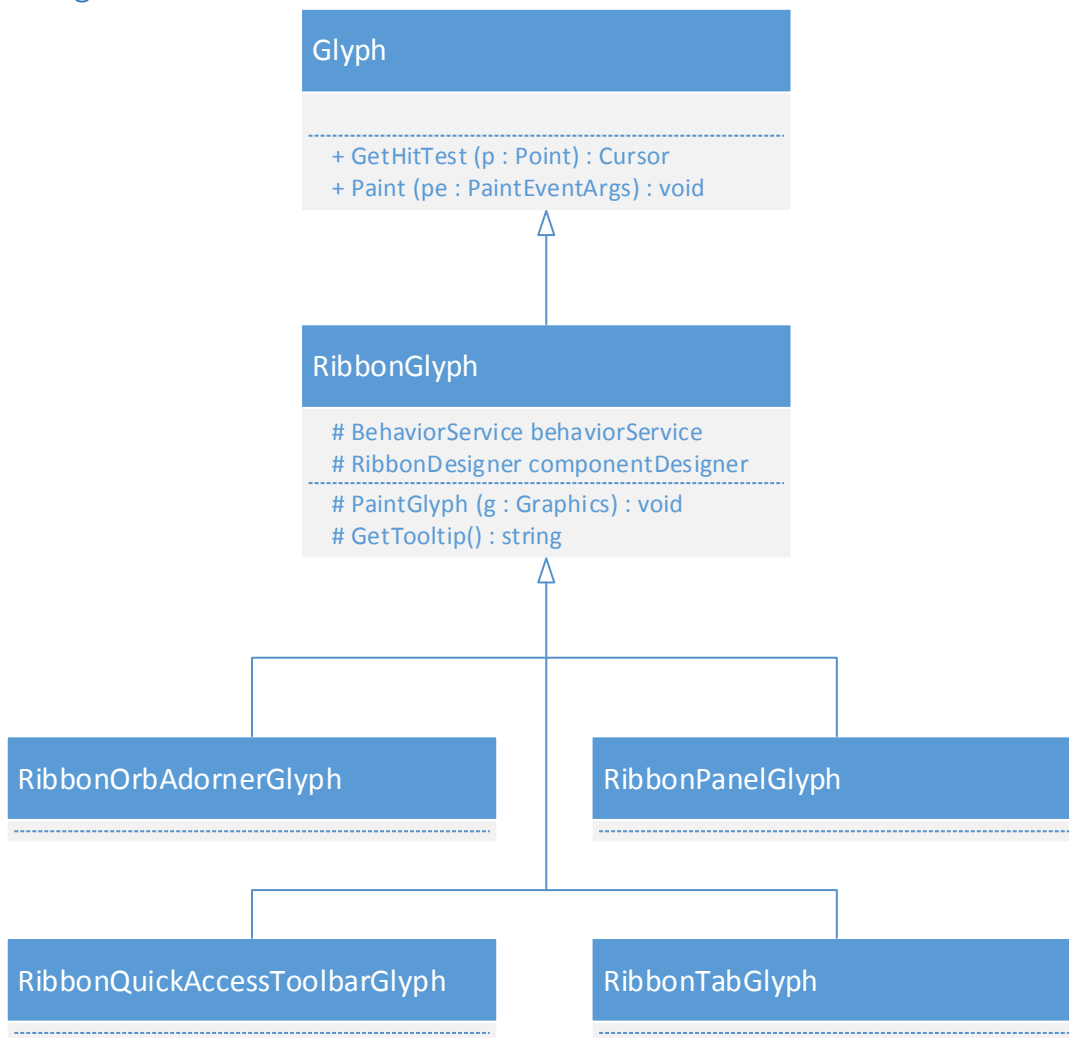 Glyph
+ GetHitTest (p : Point) : Cursor
+ Paint (pe : PaintEventArgs) : void
RibbonGlyph
# BehaviorService behaviorService
# RibbonDesigner componentDesigner
# PaintGlyph (g : Graphics) : void
# GetTooltip() : string
RibbonOrbAdornerGlyph
RibbonPanelGlyph
RibbonQuickAccessToolbarGlyph
RibbonTabGlyph